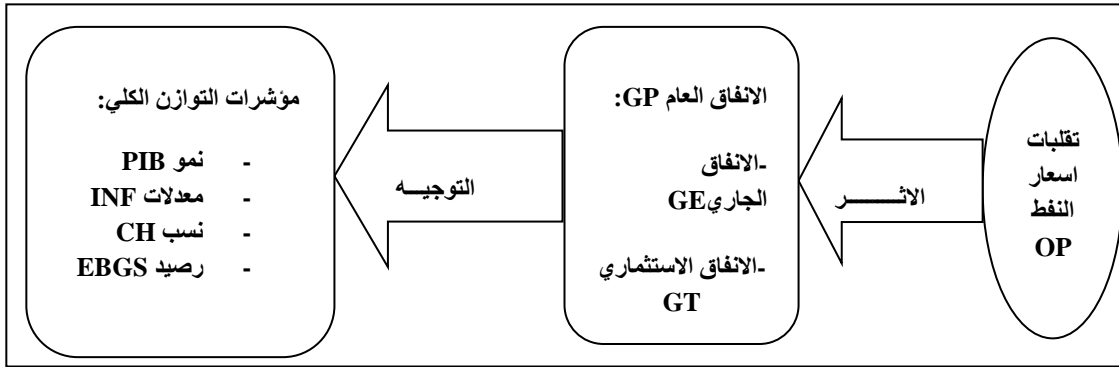 تقلبات
اسعار
النفط
OP
الاثـــــــر
الانفاق العام GP:
-الانفاق
الجاريGE
-الانفاق الاستثماري
GT
التوجيـــه
مؤشرات التوازن الكلي:
- نمو PIB
- معدلات INF
- نسب CH
- رصيد EBGS